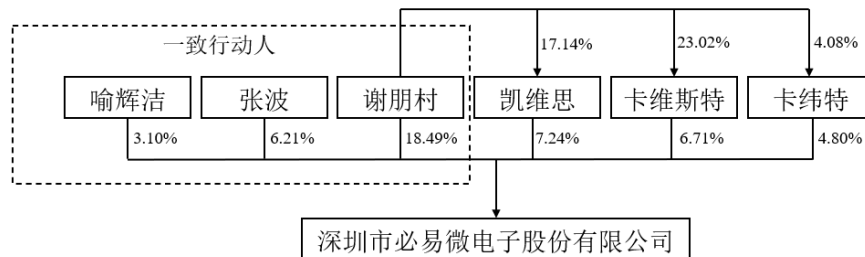 一致行动人
17.14%
23.02%
4.08%
喻辉洁
张波
谢朋村
凯维思
卡维斯特
卡纬特
3.10%
6.21%
18.49%
7.24%
6.71%
4.80%
深圳市必易微电子股份有限公司